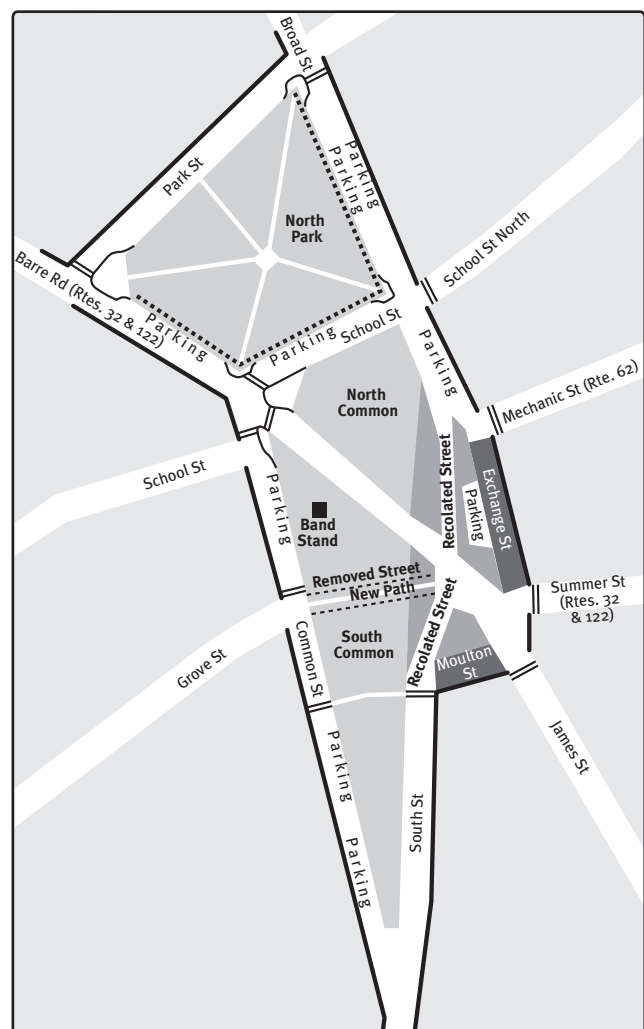 Broad St
Parking
Parking
Parking
Park St
North
Park
School St North
Barre Rd (Rtes. 32 & 122)
Parking
Parking
School St
Parking
North
Common
Mechanic St (Rte. 62)
School St
Parking
Recolated Street
Parking
Exchange St
Band
Stand
Removed Street
New Path
Summer St
(Rtes. 32
& 122)
South
Common
Recolated Street
Moulton
St
Grove St
Common St
James St
Parking
South St
Parking